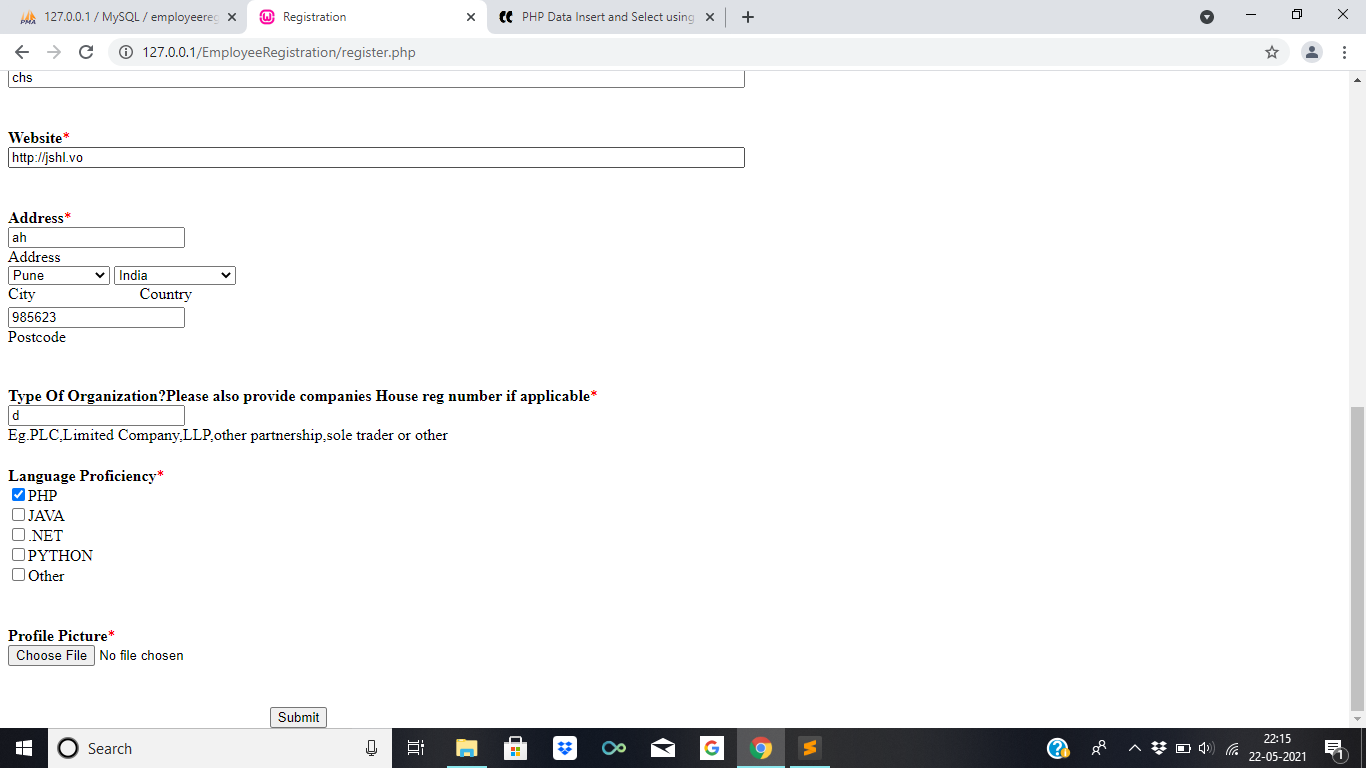 127.0.0.1 / MySQL / employeereg
Registration
PHP Data Insert and Select using
127.0.0.1/EmployeeRegistration/register.php
chs
Website*
http://jshl.vo
Address*
ah
Address
Pune India
City Country
985623
Postcode
Type Of Organization?Please also provide companies House reg number if applicable*
d
Eg.PLC,Limited Company,LLP,other partnership,sole trader or other
Language Proficiency*
PHP
JAVA
.NET
PYTHON
Other
Profile Picture*
Choose File No file chosen
Submit
Search
22:15
22-05-2021
1